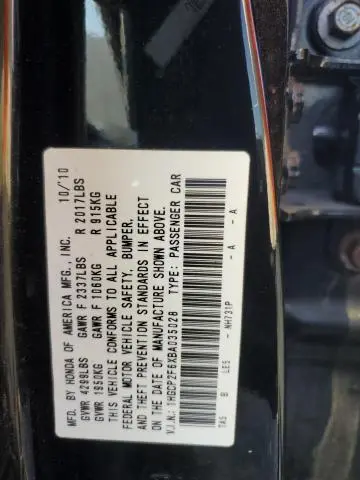 MFD. BY HONDA OF AMERICA MFG., INC. 10/10
GVWR 4299LBS GAWR F 2337LBS R 2017LBS
GVWR 1950KG GAWR F 1060KG R 915KG
THIS VEHICLE CONFORMS TO ALL APPLICABLE
FEDERAL MOTOR VEHICLE SAFETY, BUMPER,
AND THEFT PREVENTION STANDARDS IN EFFECT
ON THE DATE OF MANUFACTURE SHOWN ABOVE.
V.I.N.: 1HGCP2F6XBA035028 TYPE: PASSENGER CAR
TA5 B LE5 NH731P - A - A